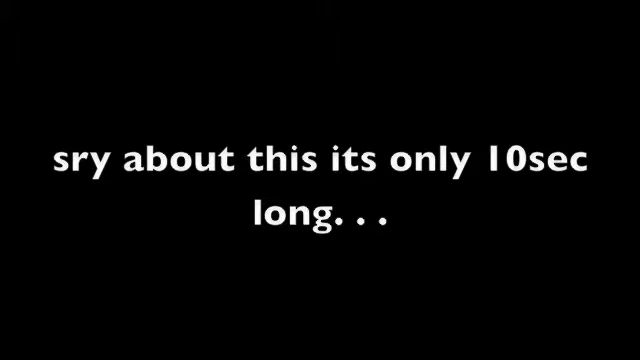 sry about this its only 10sec
long. . .